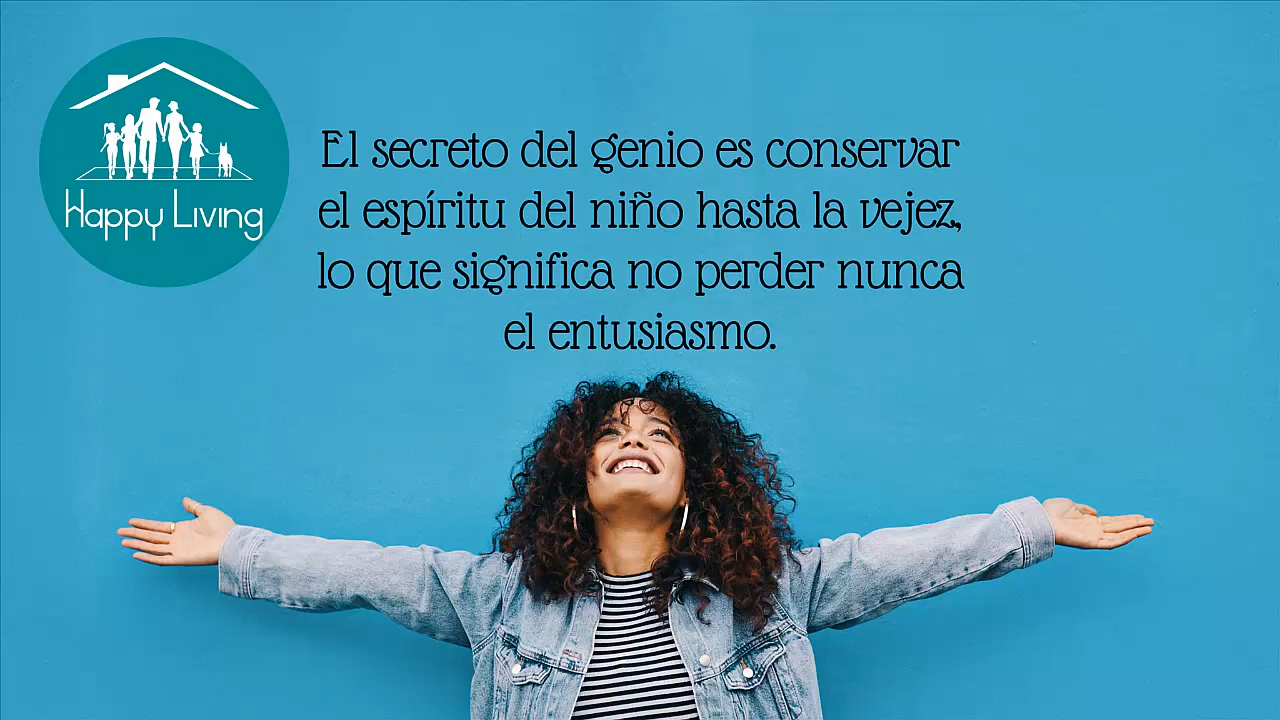 Happy Living
El secreto del genio es conservar
el espíritu del niño hasta la vejez,
lo que significa no perder nunca
el entusiasmo.